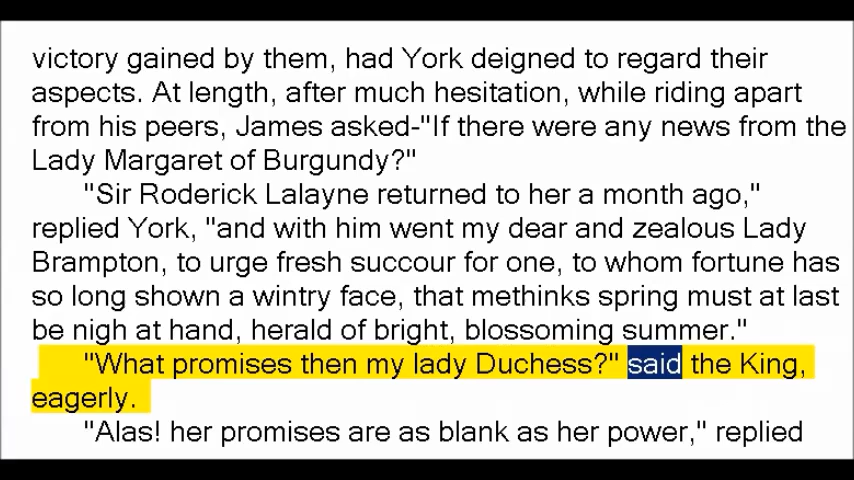 victory gained by them, had York deigned to regard their
aspects. At length, after much hesitation, while riding apart
from his peers, James asked-"If there were any news from the
Lady Margaret of Burgundy?"
"Sir Roderick Lalayne returned to her a month ago,"
replied York, "and with him went my dear and zealous Lady
Brampton, to urge fresh succour for one, to whom fortune has
so long shown a wintry face, that methinks spring must at last
be nigh at hand, herald of bright, blossoming summer."
"What promises then my lady Duchess?" said the King,
eagerly.
"Alas! her promises are as blank as her power," replied